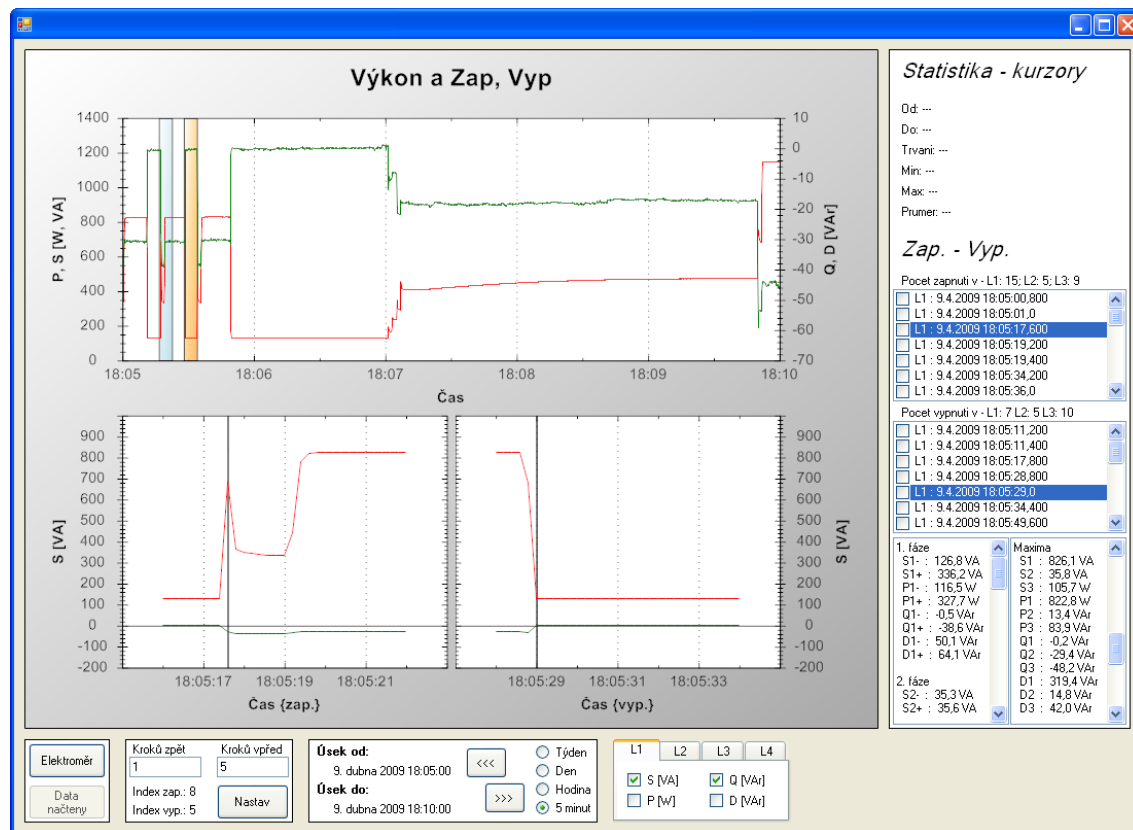 Výkon a Zap, Vyp
1400
1200
1000
800
600
400
200
0
P, S [W, VA]
10
0
-10
-20
-30
-40
-50
-60
-70
Q, D [VAr]
18:05
18:06
18:07
18:08
18:09
18:10
Čas
900
800
700
600
500
400
300
200
100
0
-100
-200
S [VA]
18:05:17
18:05:19
18:05:21
Čas {zap.}
900
800
700
600
500
400
300
200
100
0
-100
-200
S [VA]
18:05:29
18:05:31
18:05:33
Čas {vyp.}
Statistika - kurzory
Od: ---
Do: ---
Trvani: ---
Min: ---
Max: ---
Prumer: ---
Zap. - Vyp.
Pocet zapnuti v - L1: 15; L2: 5; L3: 9
L1 : 9.4.2009 18:05:00,800
L1 : 9.4.2009 18:05:01,0
L1 : 9.4.2009 18:05:17,600
L1 : 9.4.2009 18:05:19,200
L1 : 9.4.2009 18:05:19,400
L1 : 9.4.2009 18:05:34,200
L1 : 9.4.2009 18:05:36,0
Pocet vypnuti v - L1: 7 L2: 5 L3: 10
L1 : 9.4.2009 18:05:11,200
L1 : 9.4.2009 18:05:11,400
L1 : 9.4.2009 18:05:17,800
L1 : 9.4.2009 18:05:28,800
L1 : 9.4.2009 18:05:29,0
L1 : 9.4.2009 18:05:34,400
L1 : 9.4.2009 18:05:49,600
1. fáze
S1- : 126,8 VA
S1+ : 336,2 VA
P1- : 116,5 W
P1+ : 327,7 W
Q1- : -0,5 VAr
Q1+ : -38,6 VAr
D1- : 50,1 VAr
D1+ : 64,1 VAr
2. fáze
S2- : 35,3 VA
S2+ : 35,6 VA
Maxima
S1 : 826,1 VA
S2 : 35,8 VA
S3 : 105,7 W
P1 : 822,8 W
P2 : 13,4 VAr
P3 : 83,9 VAr
Q1 : -0,2 VAr
Q2 : -29,4 VAr
Q3 : -48,2 VAr
D1 : 319,4 VAr
D2 : 14,8 VAr
D3 : 42,0 VAr
Elektroměr
Data
načteny
Kroků zpět
1
Kroků vpřed
5
Index zap.: 8
Index vyp.: 5
Nastav
Úsek od:
9. dubna 2009 18:05:00
Úsek do:
9. dubna 2009 18:10:00
<<<
>>>
Týden
Den
Hodina
5 minut
L1 L2 L3 L4
S [VA] Q [VAr]
P [W] D [VAr]